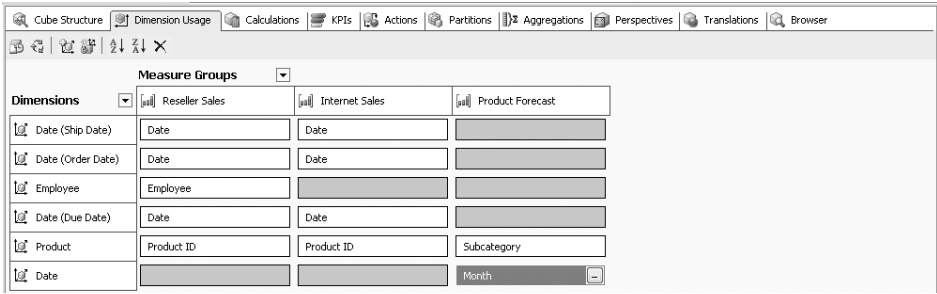 Cube Structure Dimension Usage Calculations KPIs Actions Partitions Aggregations Perspectives Translations Browser
Measure Groups
Dimensions Reseller Sales Internet Sales Product Forecast
Date (Ship Date) Date Date
Date (Order Date) Date Date
Employee Employee
Date (Due Date) Date Date
Product Product ID Product ID Subcategory
Date Month